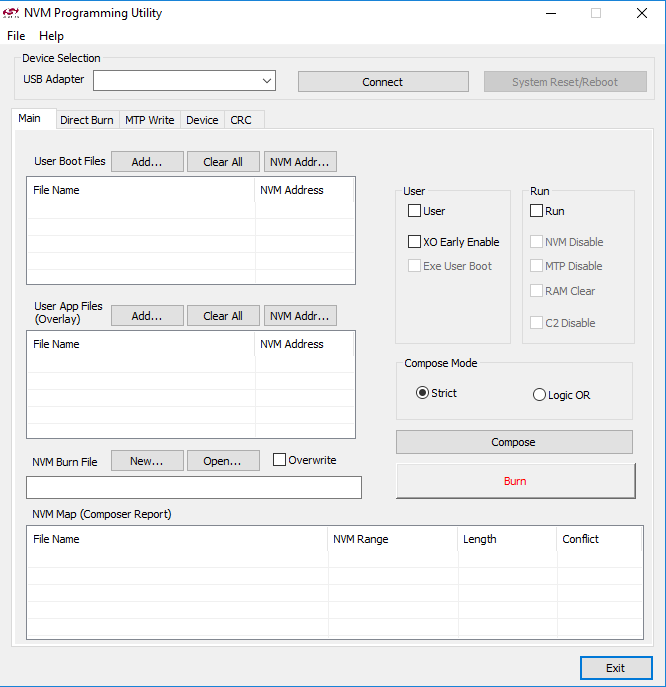 NVM Programming Utility
File Help
Device Selection
USB Adapter Connect System Reset/Reboot
Main Direct Burn MTP Write Device CRC
User Boot Files Add... Clear All NVM Addr...
File Name NVM Address
User App Files
(Overlay) Add... Clear All NVM Addr...
File Name NVM Address
NVM Burn File New... Open... Overwrite
User
User
XO Early Enable
Exe User Boot
Run
Run
NVM Disable
MTP Disable
RAM Clear
C2 Disable
Compose Mode
Strict Logic OR
Compose
Burn
NVM Map (Composer Report)
File Name NVM Range Length Conflict
Exit